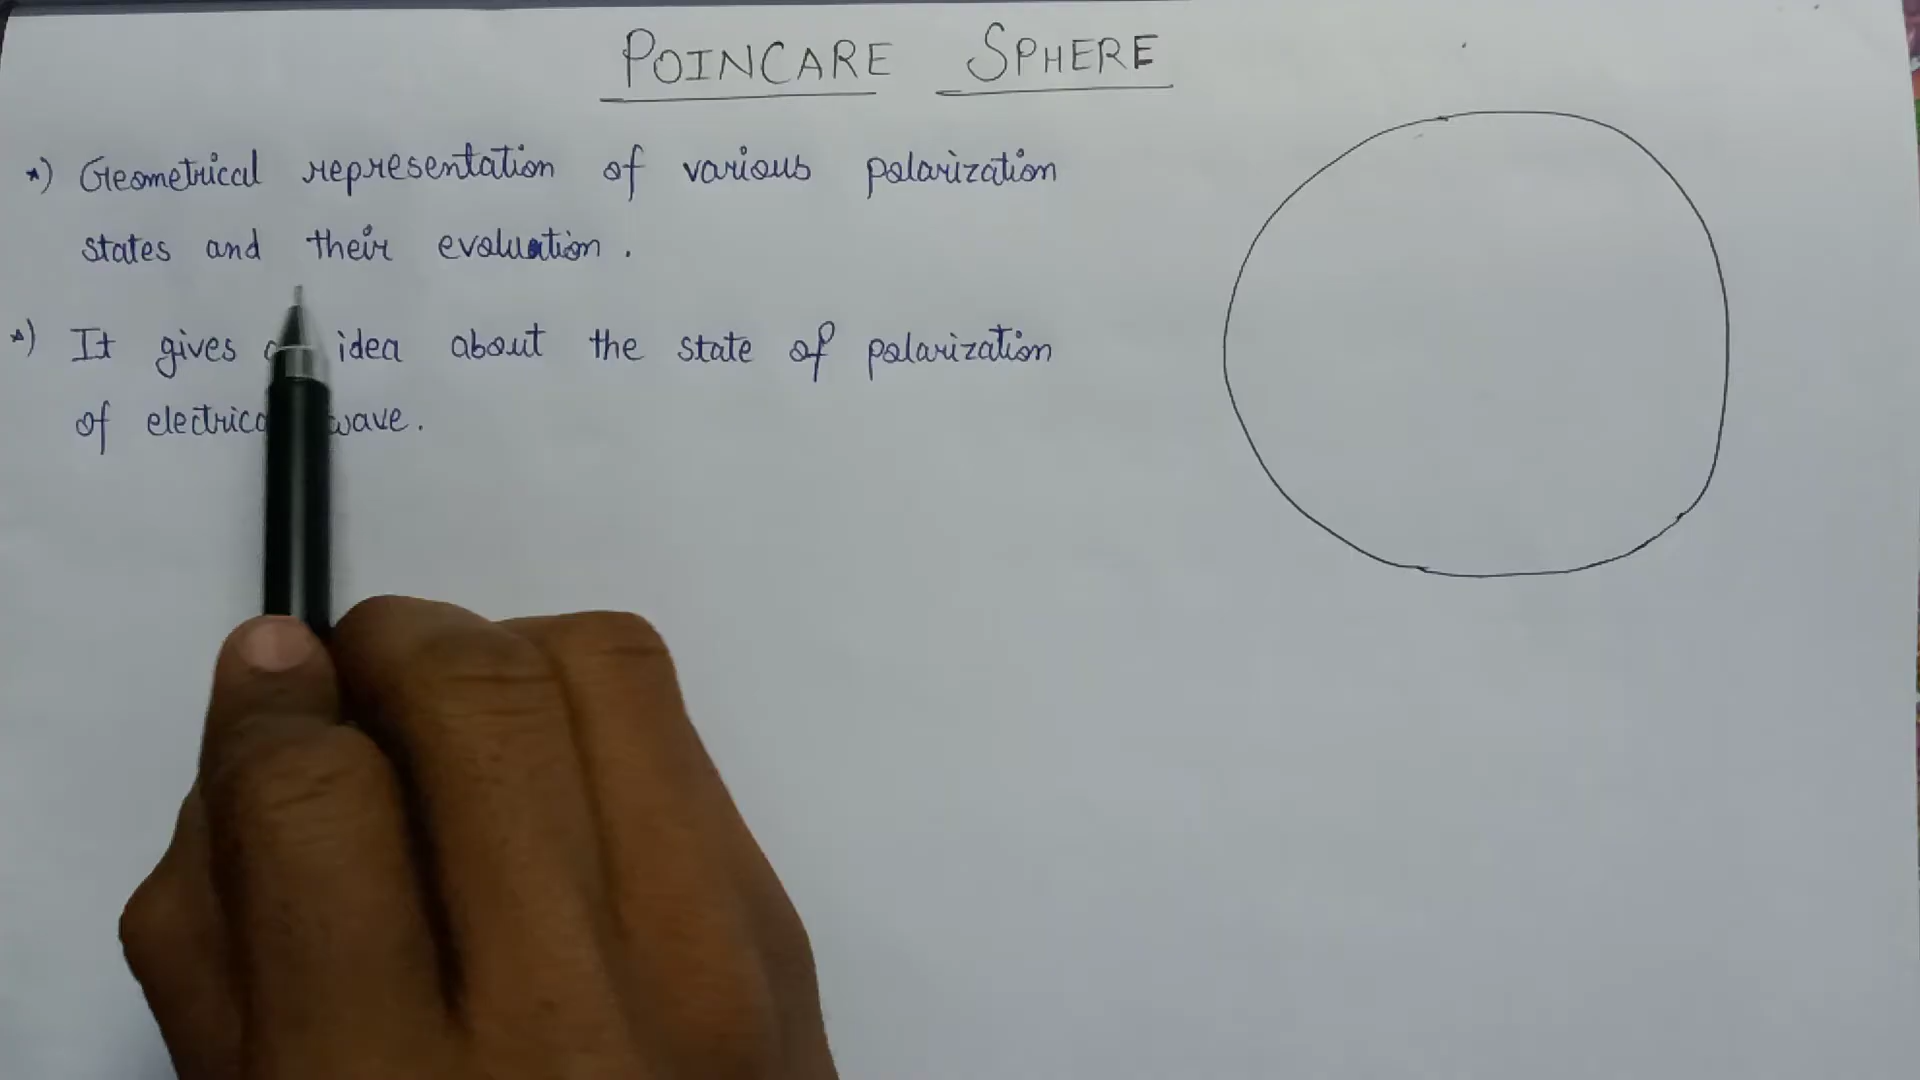 POINCARE SPHERE
*) Geometrical representation of various polarization
states and their evaluation.
*) It gives idea about the state of polarization
of wave.